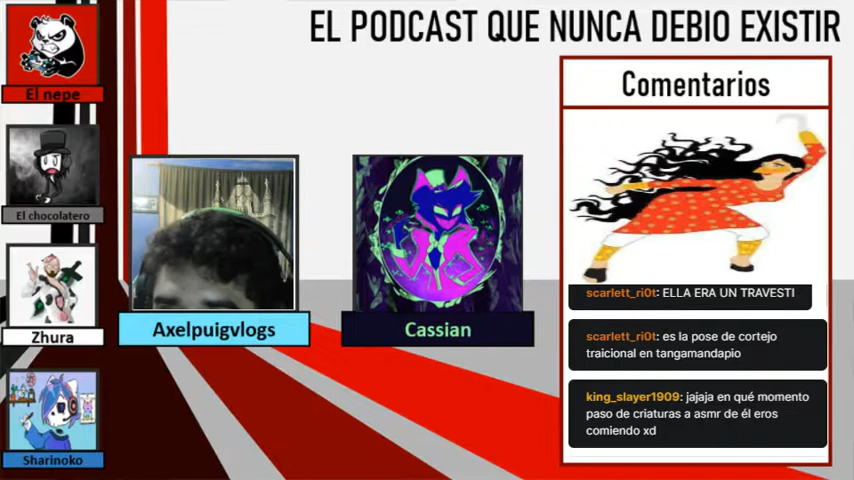 EL PODCAST QUE NUNCA DEBIO EXISTIR
El nepe
El chocolatero
Zhura
Sharinoko
Axelpuigvlogs
Cassian
Comentarios
scarlett_ri0t: ELLA ERA UN TRAVESTI
scarlett_ri0t: es la pose de cortejo
traicional en tangamandapio
king_slayer1909: jajaja en qué momento
paso de criaturas a asmr de él eros
comiendo xd